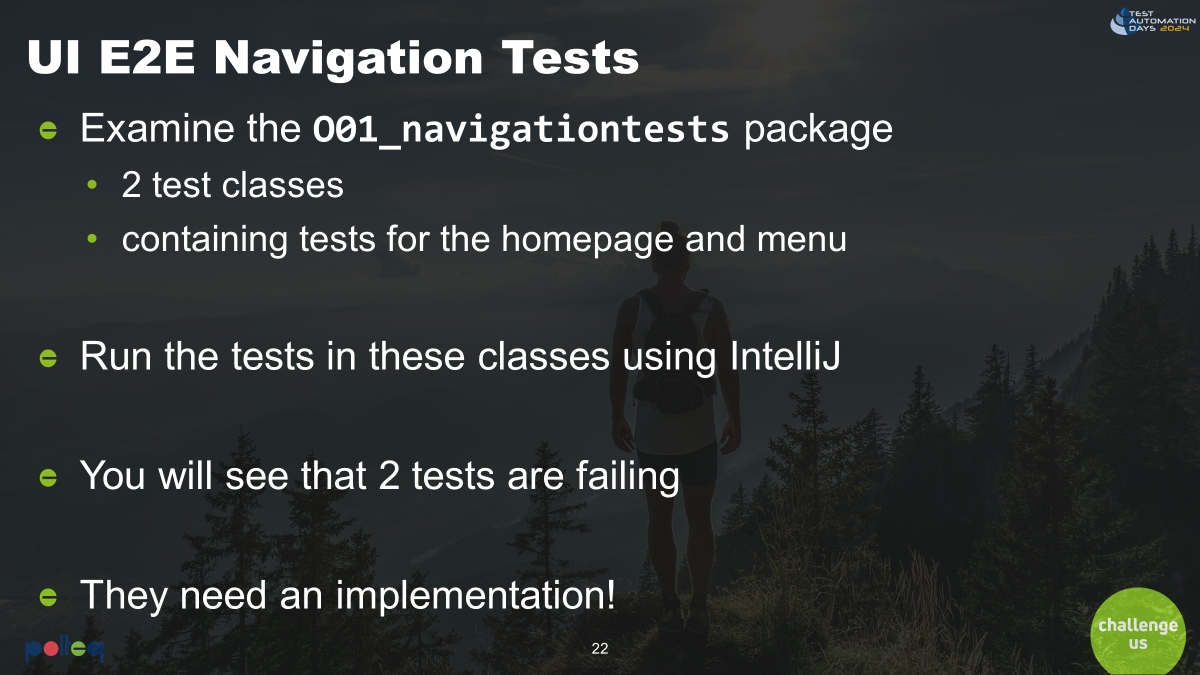 TEST
AUTOMATION
DAYS 2024
UI E2E Navigation Tests
Examine the O01_navigationtests package
2 test classes
containing tests for the homepage and menu
Run the tests in these classes using IntelliJ
You will see that 2 tests are failing
They need an implementation!
polteq
22
challenge
us